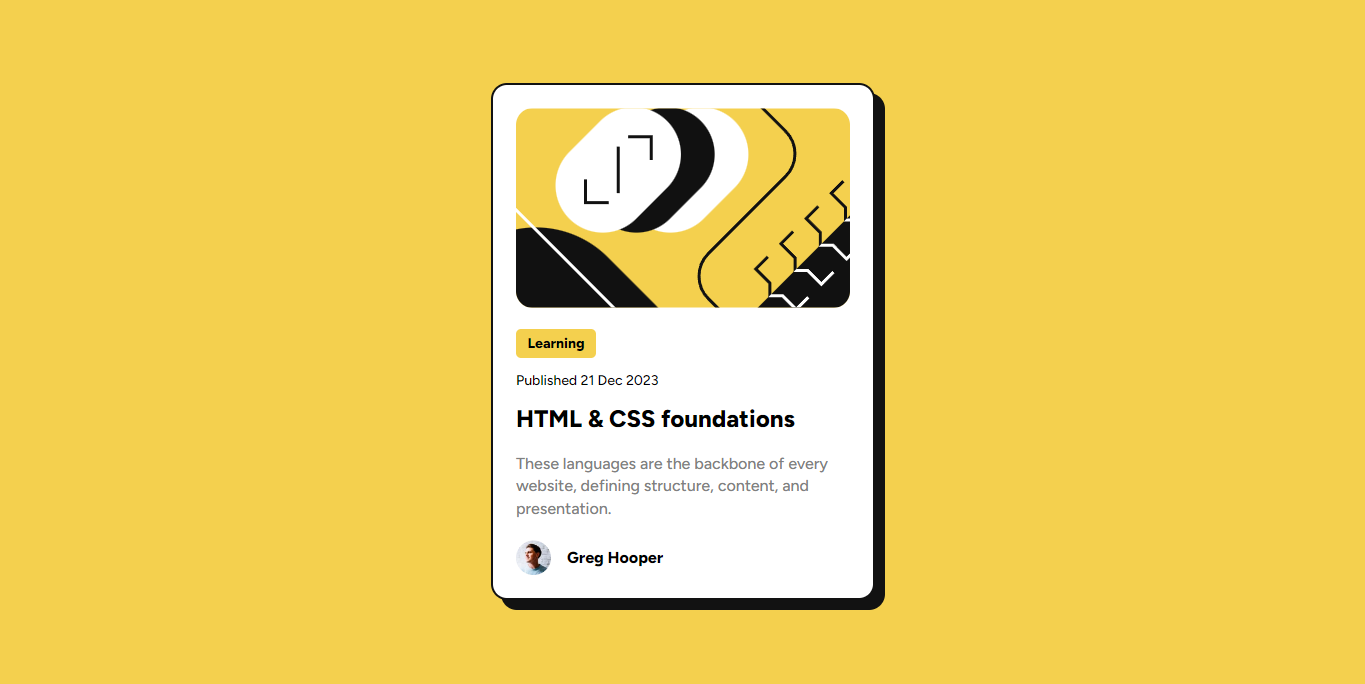 Learning
Published 21 Dec 2023
HTML & CSS foundations
These languages are the backbone of every
website, defining structure, content, and
presentation.
Greg Hooper